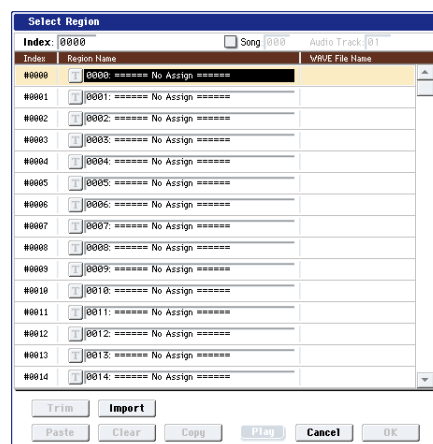 Select Region
Index: 0000 Song 000 Audio Track: 01
Index Region Name WAVE File Name
#0000 T 0000: ====== No Assign ======
#0001 T 0001: ====== No Assign ======
#0002 T 0002: ====== No Assign ======
#0003 T 0003: ====== No Assign ======
#0004 T 0004: ====== No Assign ======
#0005 T 0005: ====== No Assign ======
#0006 T 0006: ====== No Assign ======
#0007 T 0007: ====== No Assign ======
#0008 T 0008: ====== No Assign ======
#0009 T 0009: ====== No Assign ======
#0010 T 0010: ====== No Assign ======
#0011 T 0011: ====== No Assign ======
#0012 T 0012: ====== No Assign ======
#0013 T 0013: ====== No Assign ======
#0014 T 0014: ====== No Assign ======
Trim Import
Paste Clear Copy Play Cancel OK